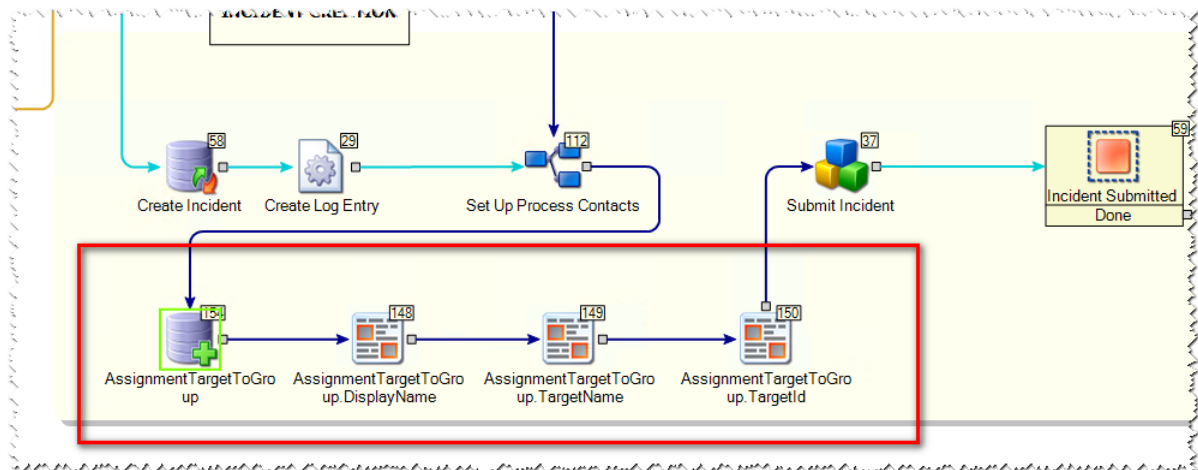 58
29
112
37
59
Create Incident
Create Log Entry
Set Up Process Contacts
Submit Incident
Incident Submitted
Done
154
148
149
150
AssignmentTargetToGro
up
AssignmentTargetToGro
up.DisplayName
AssignmentTargetToGro
up.TargetName
AssignmentTargetToGro
up.TargetId